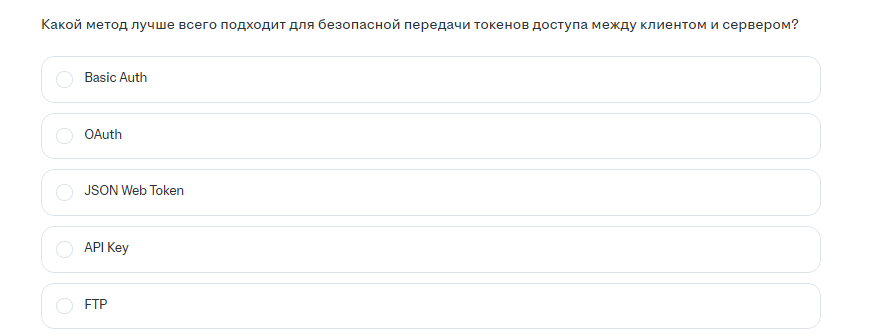 Какой метод лучше всего подходит для безопасной передачи токенов доступа между клиентом и сервером?
Basic Auth
OAuth
JSON Web Token
API Key
FTP